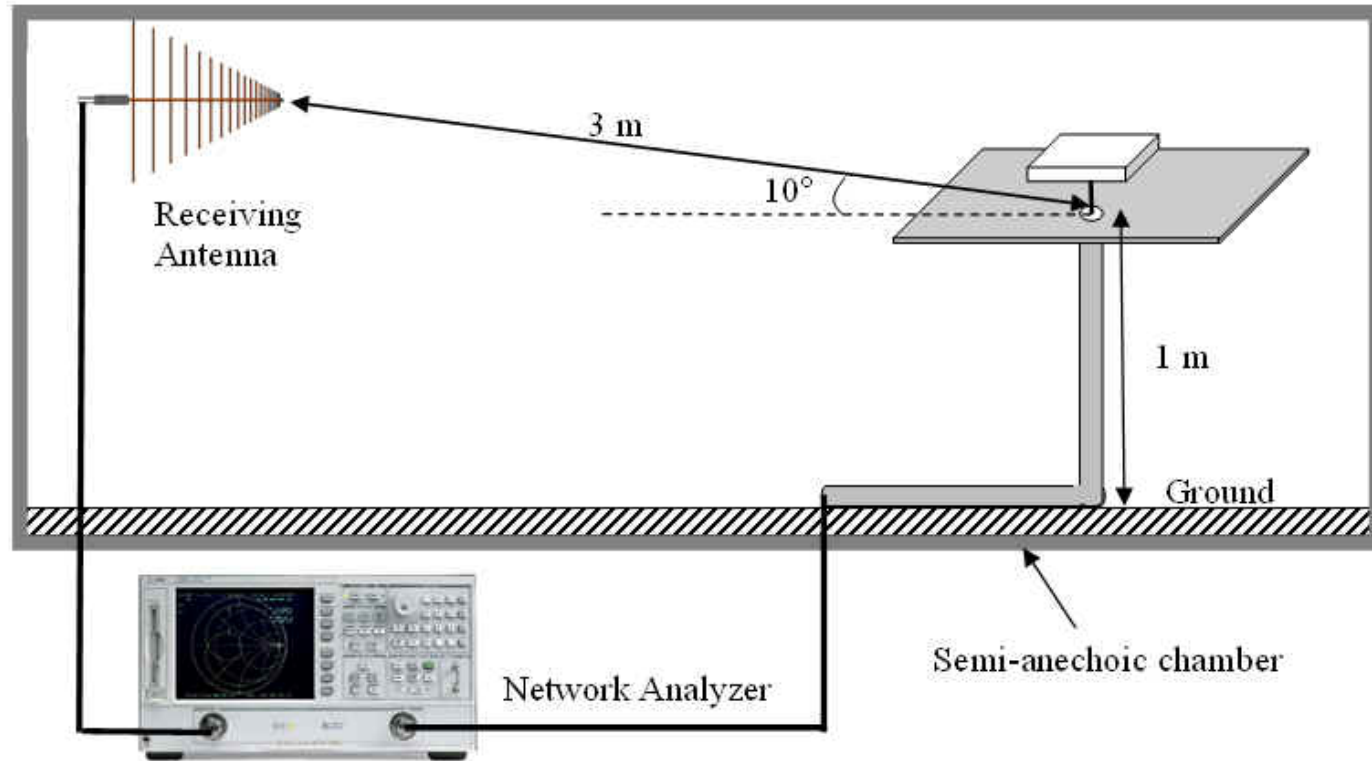 3 m
10°
Receiving
Antenna
1 m
Ground
Semi-anechoic chamber
Network Analyzer